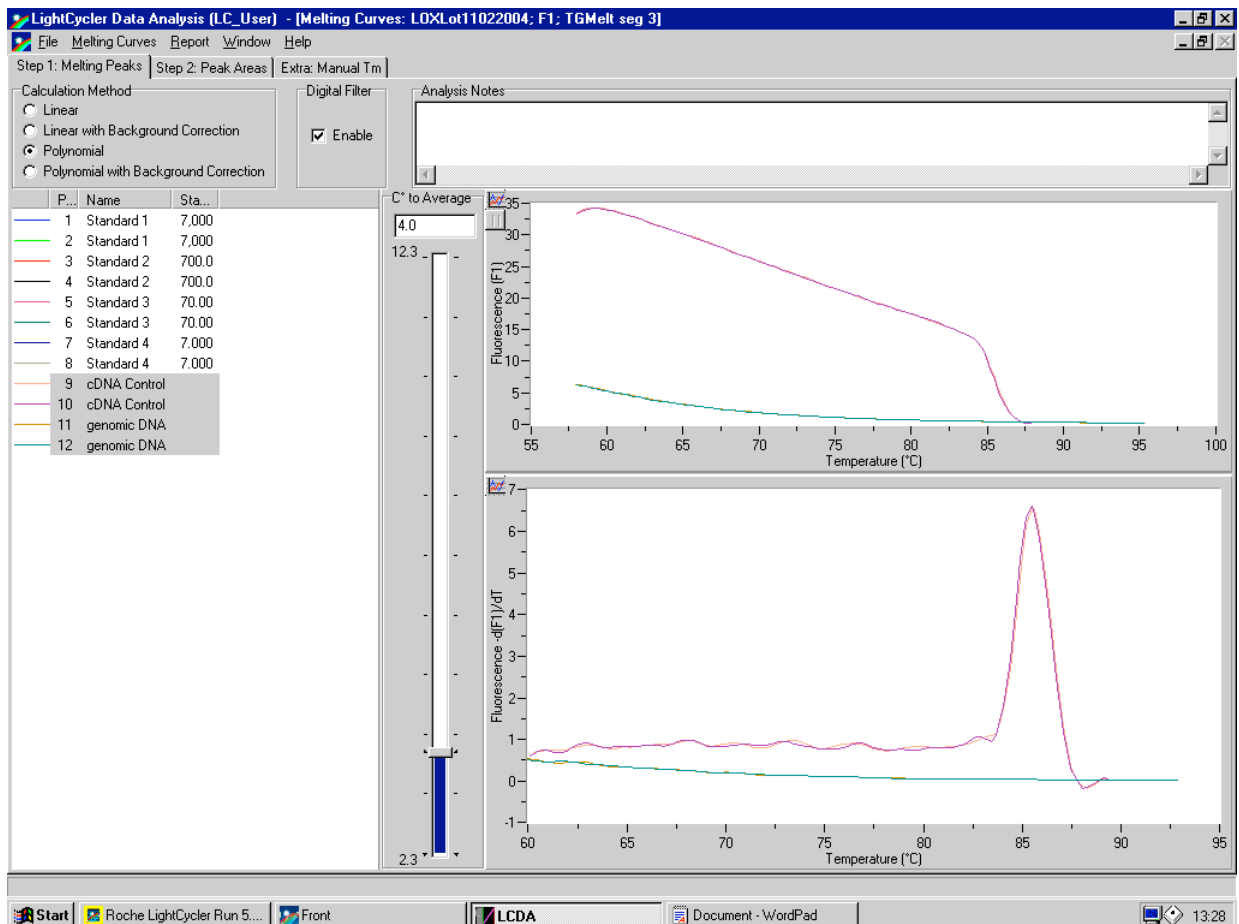 LightCycler Data Analysis (LC_User) - [Melting Curves: LOXLot11022004; F1; TGMelt seg 3]
File Melting Curves Report Window Help
Step 1: Melting Peaks Step 2: Peak Areas Extra: Manual Tm
Calculation Method
Linear
Linear with Background Correction
Polynomial
Polynomial with Background Correction
Digital Filter
Enable
Analysis Notes
P... Name Sta...
1 Standard 1 7,000
2 Standard 1 7,000
3 Standard 2 700.0
4 Standard 2 700.0
5 Standard 3 70.00
6 Standard 3 70.00
7 Standard 4 7.000
8 Standard 4 7.000
9 cDNA Control
10 cDNA Control
11 genomic DNA
12 genomic DNA
C° to Average
4.0
12.3
2.3
35
30
25
20
15
10
5
0
Fluorescence (F1)
55 60 65 70 75 80 85 90 95 100
Temperature (°C)
7
6
5
4
3
2
1
0
-1
Fluorescence -d(F1)/dT
60 65 70 75 80 85 90 95
Temperature (°C)
Start Roche LightCycler Run 5.... Front LCDA Document - WordPad 13:28